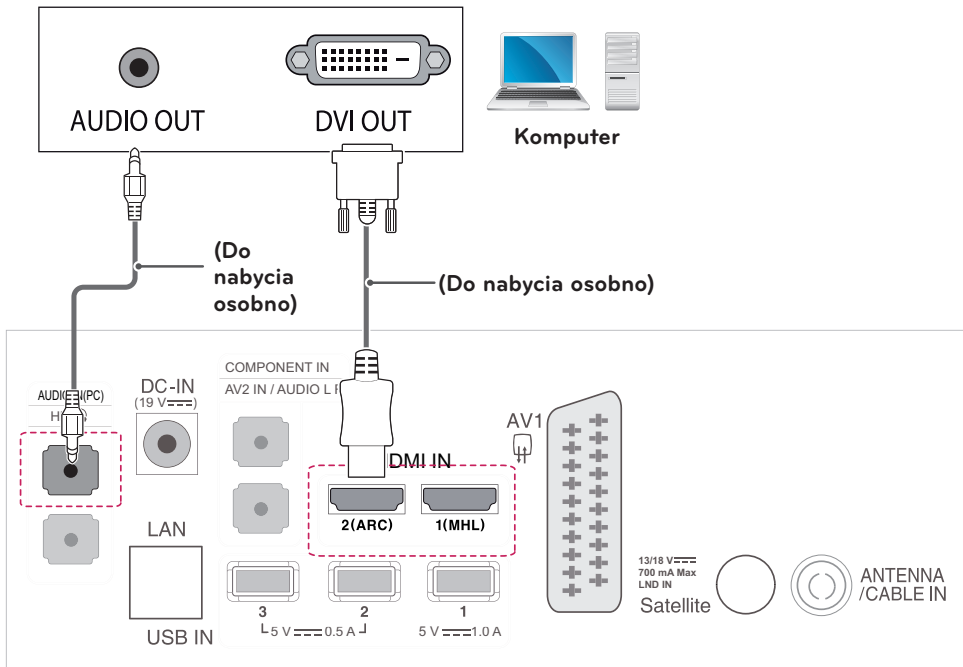 AUDIO OUT
DVI OUT
Komputer
(Do
nabycia
osobno)
(Do nabycia osobno)
COMPONENT IN
AV2 IN / AUDIO L
DC-IN
(19 V⎓)
AV1
DMI IN
2(ARC)
1(MHL)
LAN
13/18 V⎓
700 mA Max
LND IN
Satellite
ANTENNA
/CABLE IN
3
2
1
5 V⎓0.5 A
5 V⎓1.0 A
USB IN